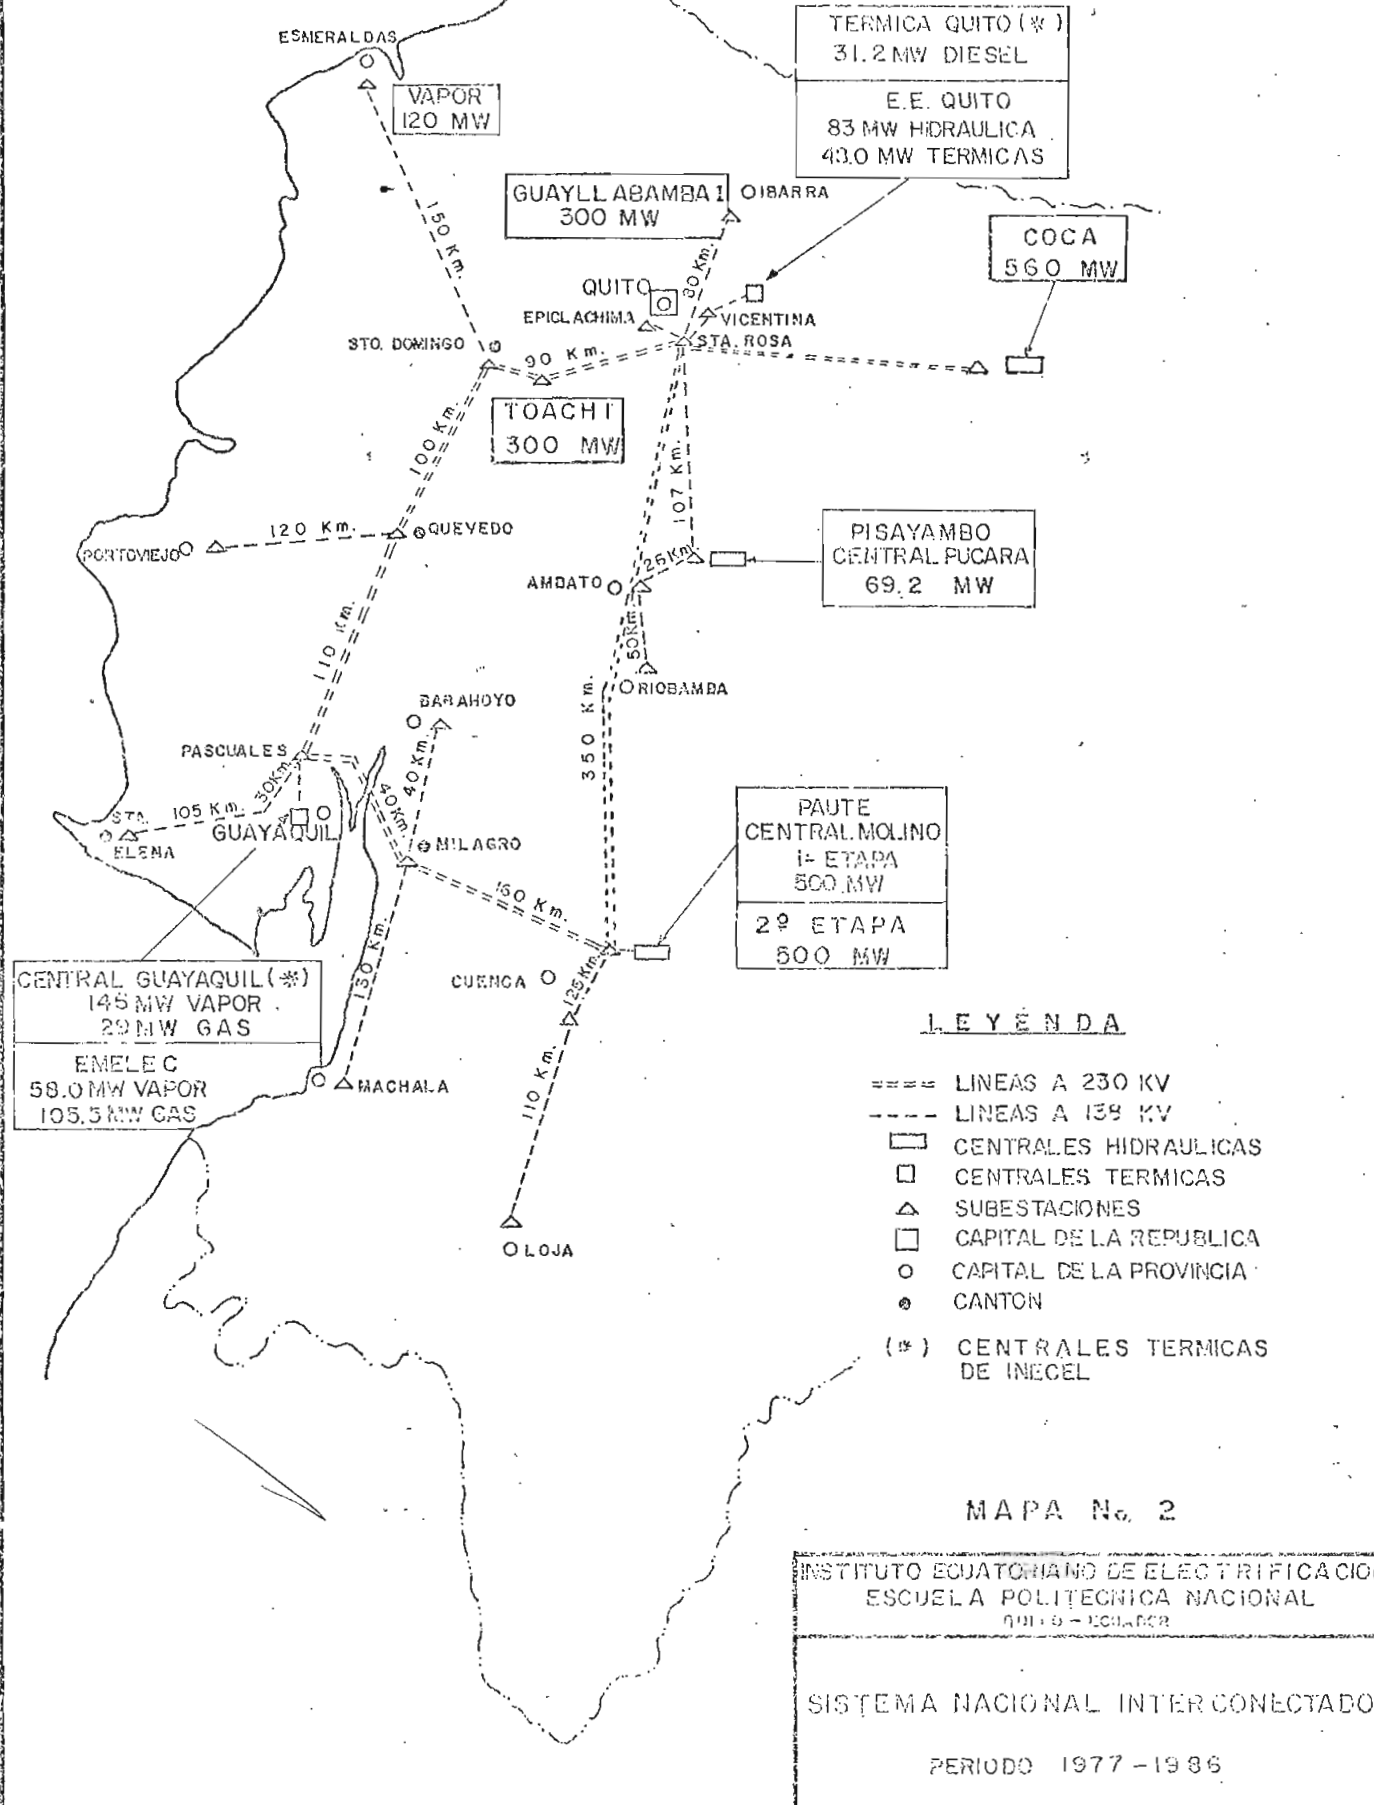 ESMERALDAS
VAPOR
120 MW
TERMICA QUITO (*)
31.2 MW DIESEL
E.E. QUITO
83 MW HIDRAULICA
43.0 MW TERMICAS
GUAYLLABAMBA I
300 MW
IBARRA
COCA
560 MW
150 Km.
80 Km.
QUITO
EPICLACHIMA
VICENTINA
STA. ROSA
STO. DOMINGO
90 Km.
TOACHI
300 MW
100 Km.
107 Km.
120 Km.
QUEVEDO
PORTOVIEJO
PISAYAMBO
CENTRAL PUCARA
69.2 MW
26 Km
AMBATO
50 Km.
110 Km.
RIOBAMBA
BABAHOYO
350 Km.
PASCUALES
40 Km.
30 Km.
40 Km.
105 Km.
STA.
ELENA
GUAYAQUIL
MILAGRO
PAUTE
CENTRAL MOLINO
1ª ETAPA
500 MW
2ª ETAPA
500 MW
CENTRAL GUAYAQUIL (*)
145 MW VAPOR
29 MW GAS
EMELEC
58.0 MW VAPOR
105.5 MW GAS
130 Km.
CUENCA
125 Km.
MACHALA
110 Km.
LOJA
LEYENDA
LINEAS A 230 KV
LINEAS A 138 KV
CENTRALES HIDRAULICAS
CENTRALES TERMICAS
SUBESTACIONES
CAPITAL DE LA REPUBLICA
CAPITAL DE LA PROVINCIA
CANTON
(*) CENTRALES TERMICAS
DE INECEL
MAPA No. 2
INSTITUTO ECUATORIANO DE ELECTRIFICACIO
ESCUELA POLITECNICA NACIONAL
QUITO - ECUADOR
SISTEMA NACIONAL INTERCONECTADO
PERIODO 1977-1986